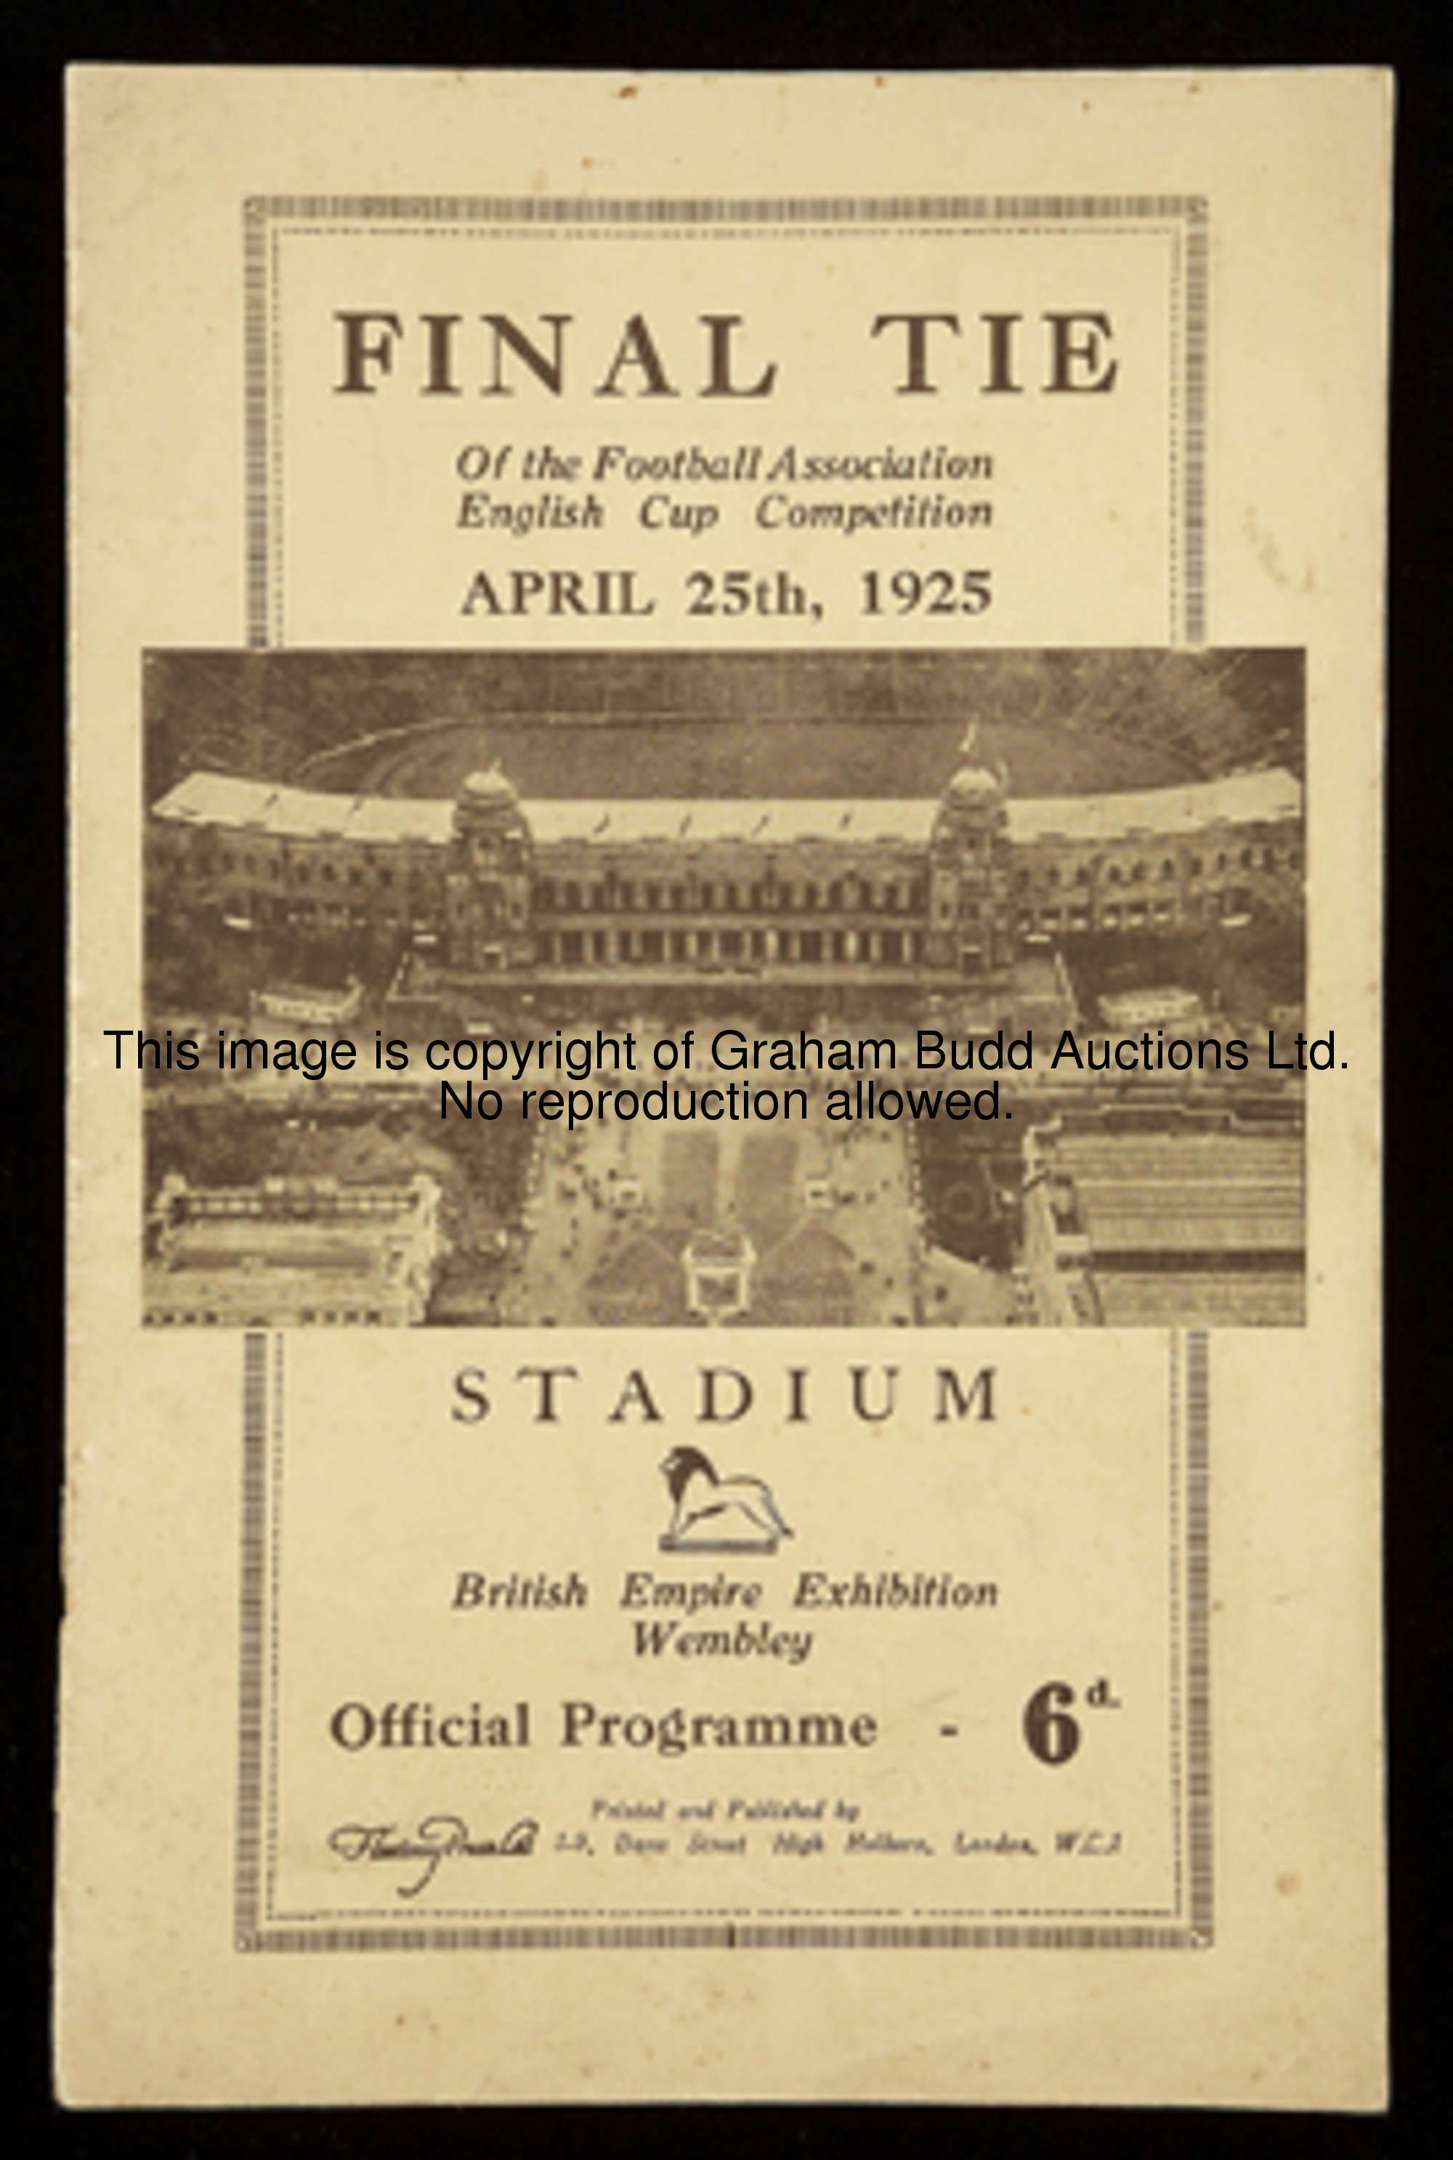 FINAL TIE
Of the Football Association
English Cup Competition
APRIL 25th, 1925
This image is copyright of Graham Budd Auctions Ltd.
No reproduction allowed.
STADIUM
British Empire Exhibition
Wembley
Official Programme - 6d.
Printed and Published by
Dane Street High Holborn, London, W.C.1